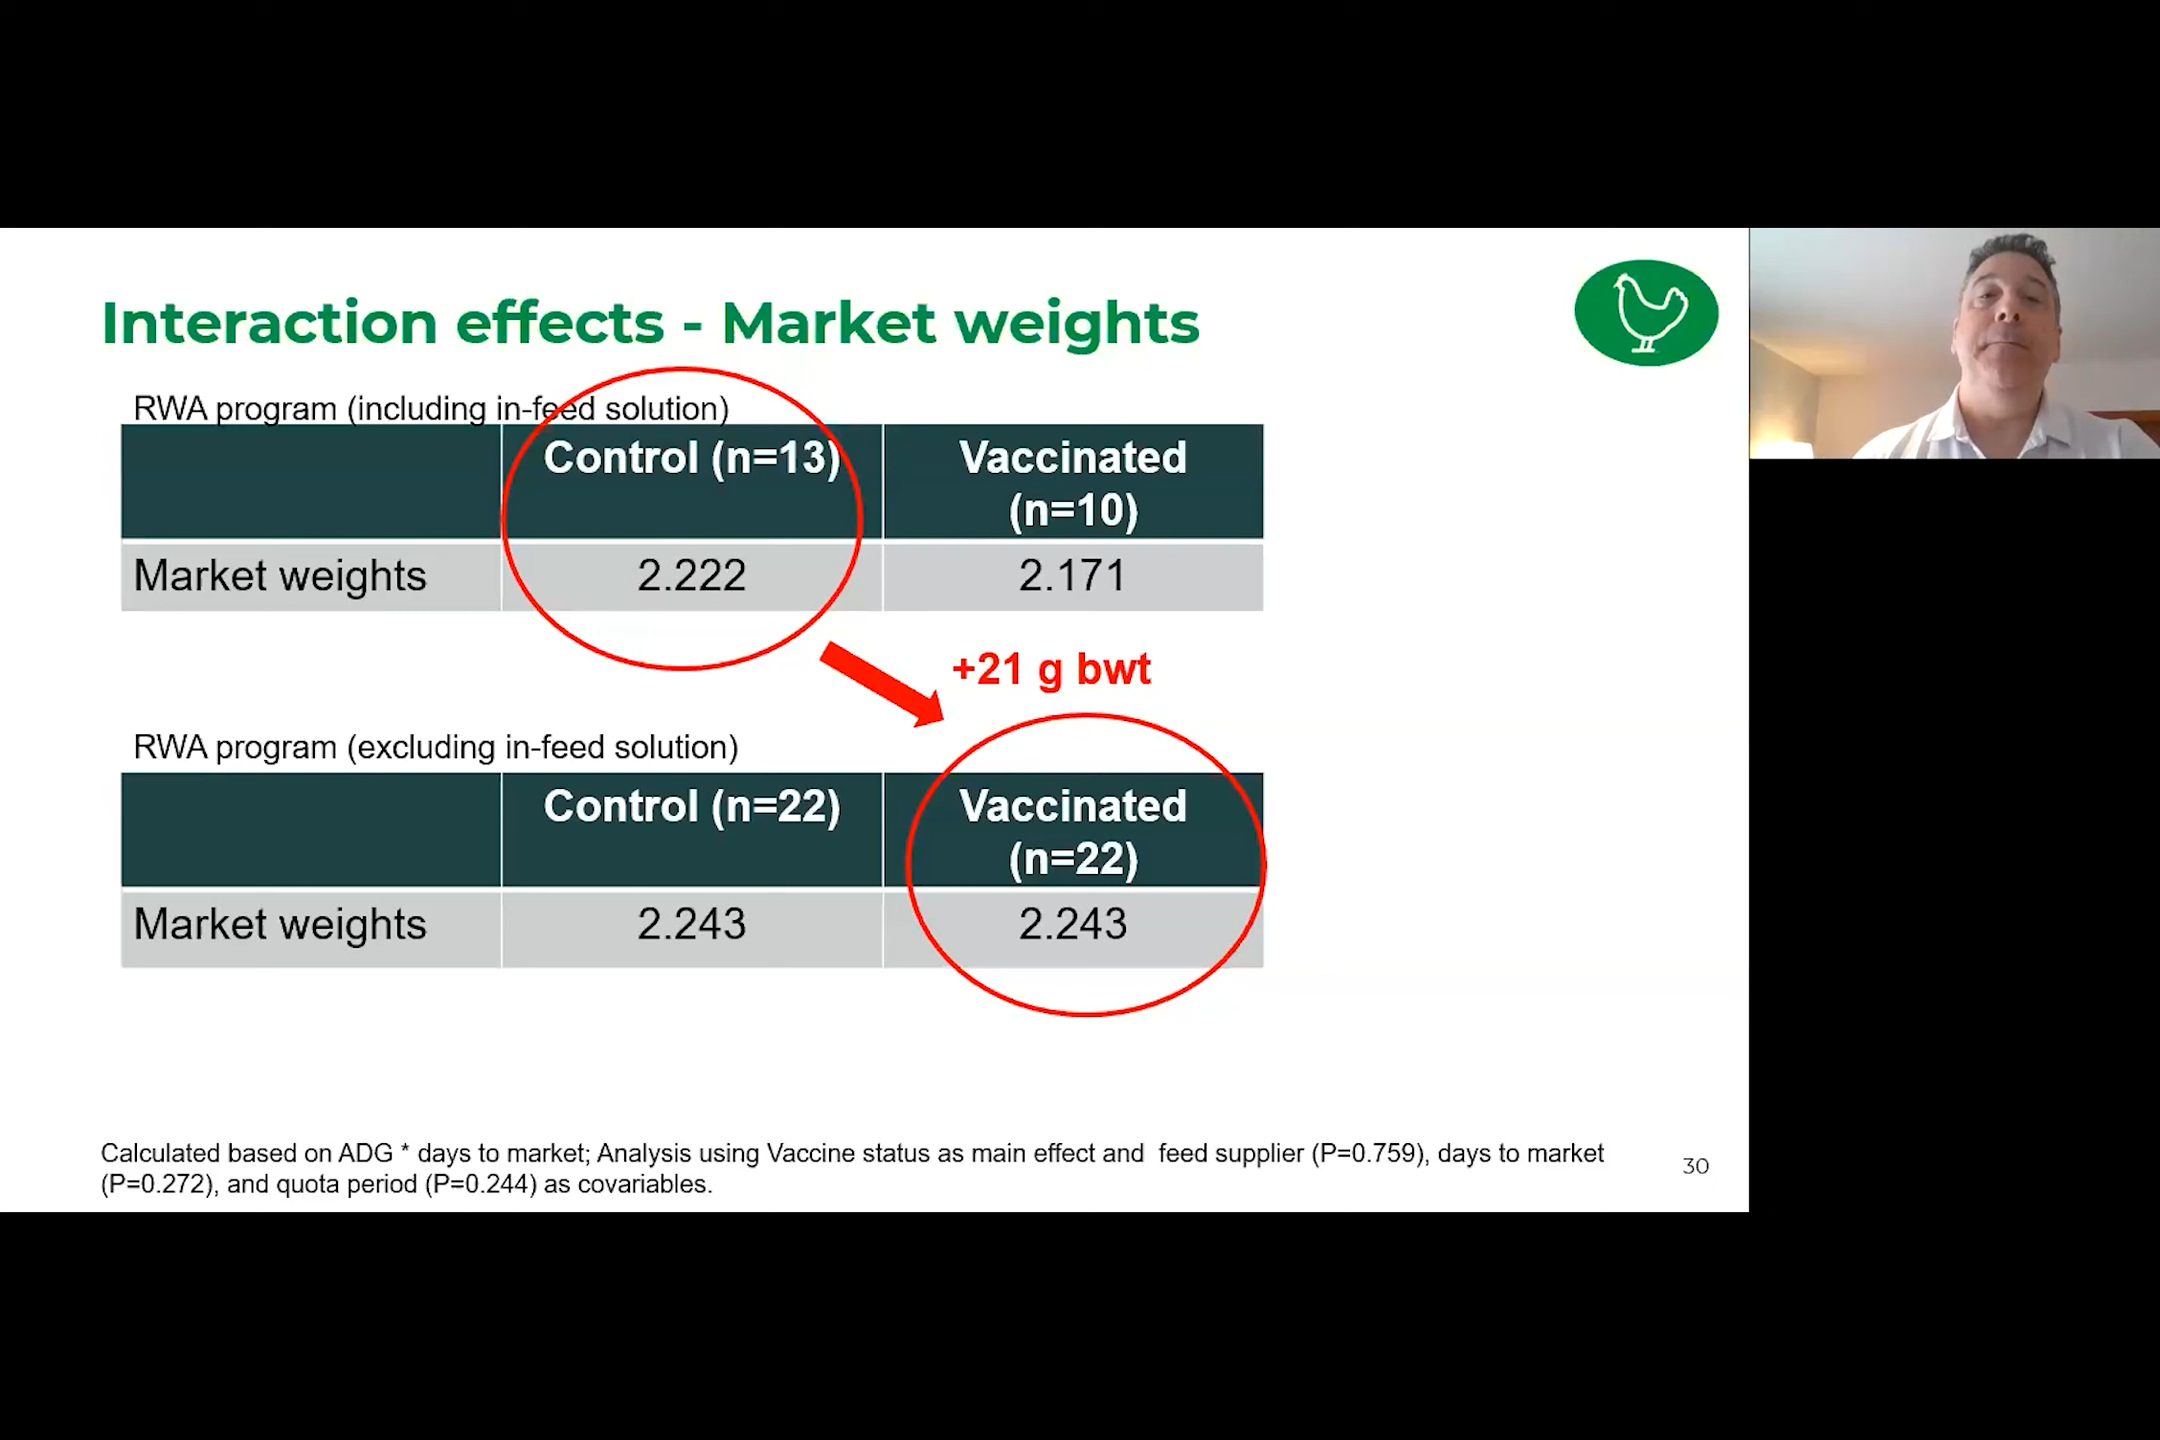 Interaction effects - Market weights
RWA program (including in-feed solution)
Control (n=13)
Vaccinated
(n=10)
Market weights
2.222
2.171
+21 g bwt
RWA program (excluding in-feed solution)
Control (n=22)
Vaccinated
(n=22)
Market weights
2.243
2.243
Calculated based on ADG * days to market; Analysis using Vaccine status as main effect and  feed supplier (P=0.759), days to market
(P=0.272), and quota period (P=0.244) as covariables.
30